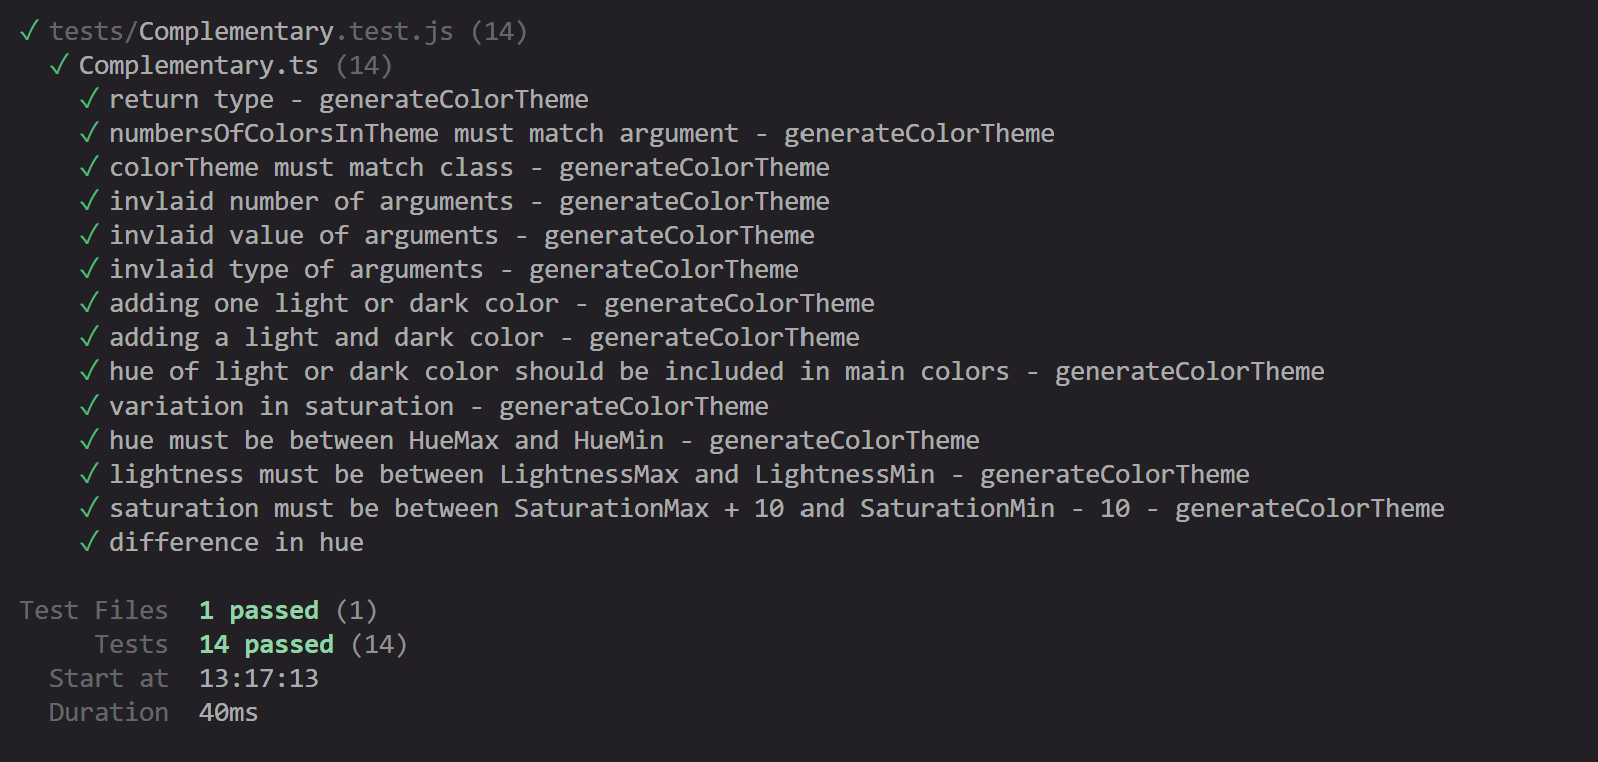 ✓ tests/Complementary.test.js (14)
✓ Complementary.ts (14)
✓ return type - generateColorTheme
✓ numbersOfColorsInTheme must match argument - generateColorTheme
✓ colorTheme must match class - generateColorTheme
✓ invlaid number of arguments - generateColorTheme
✓ invlaid value of arguments - generateColorTheme
✓ invlaid type of arguments - generateColorTheme
✓ adding one light or dark color - generateColorTheme
✓ adding a light and dark color - generateColorTheme
✓ hue of light or dark color should be included in main colors - generateColorTheme
✓ variation in saturation - generateColorTheme
✓ hue must be between HueMax and HueMin - generateColorTheme
✓ lightness must be between LightnessMax and LightnessMin - generateColorTheme
✓ saturation must be between SaturationMax + 10 and SaturationMin - 10 - generateColorTheme
✓ difference in hue
Test Files 1 passed (1)
Tests 14 passed (14)
Start at 13:17:13
Duration 40ms